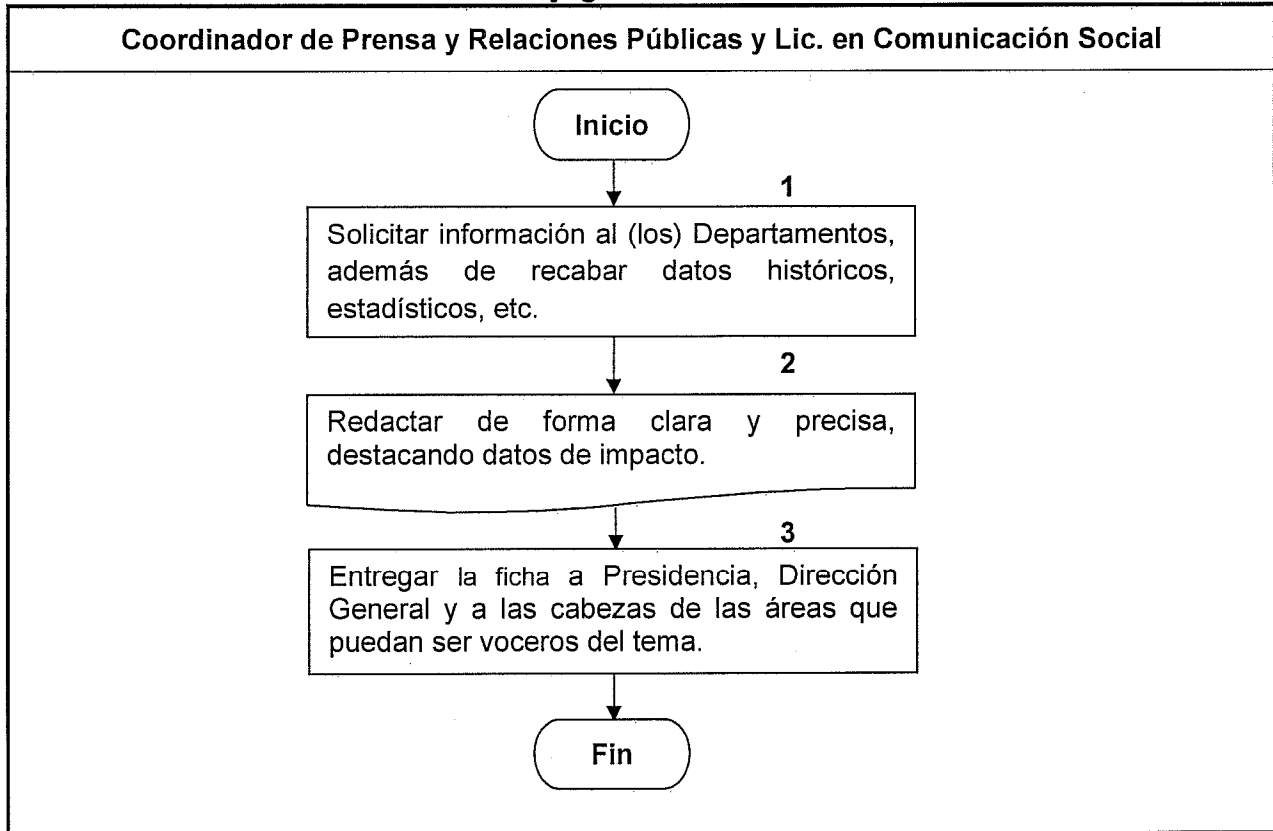 Coordinador de Prensa y Relaciones Públicas y Lic. en Comunicación Social
Inicio
1
Solicitar información al (los) Departamentos,
además de recabar datos históricos,
estadísticos, etc.
2
Redactar de forma clara y precisa,
destacando datos de impacto.
3
Entregar la ficha a Presidencia, Dirección
General y a las cabezas de las áreas que
puedan ser voceros del tema.
Fin